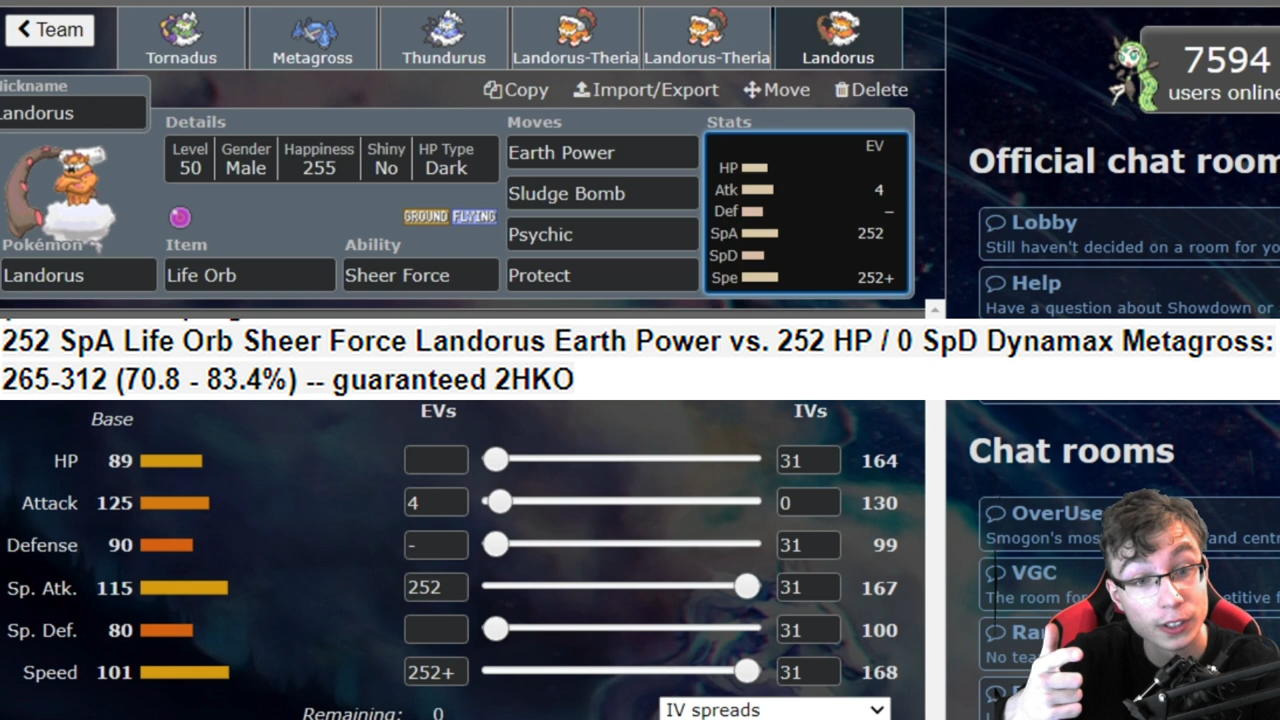 Team
Tornadus
Metagross
Thundurus
Landorus-Theria
Landorus-Theria
Landorus
7594
users online
Nickname
Landorus
Copy
Import/Export
Move
Delete
Details
Level
50
Gender
Male
Happiness
255
Shiny
No
HP Type
Dark
GROUND FLYING
Pokémon
Landorus
Item
Life Orb
Ability
Sheer Force
Moves
Earth Power
Sludge Bomb
Psychic
Protect
Stats
EV
HP
Atk 4
Def –
SpA 252
SpD
Spe 252+
Official chat room
Lobby
Still haven't decided on a room for yo
Help
Have a question about Showdown or
252 SpA Life Orb Sheer Force Landorus Earth Power vs. 252 HP / 0 SpD Dynamax Metagross:
265-312 (70.8 - 83.4%) -- guaranteed 2HKO
Base EVs IVs
HP 89 31 164
Attack 125 4 0 130
Defense 90 - 31 99
Sp. Atk. 115 252 31 167
Sp. Def. 80 31 100
Speed 101 252+ 31 168
Remaining: 0
IV spreads
Chat rooms
OverUse
Smogon's mos and centr
VGC
The room for etitive f
Ra
No tea